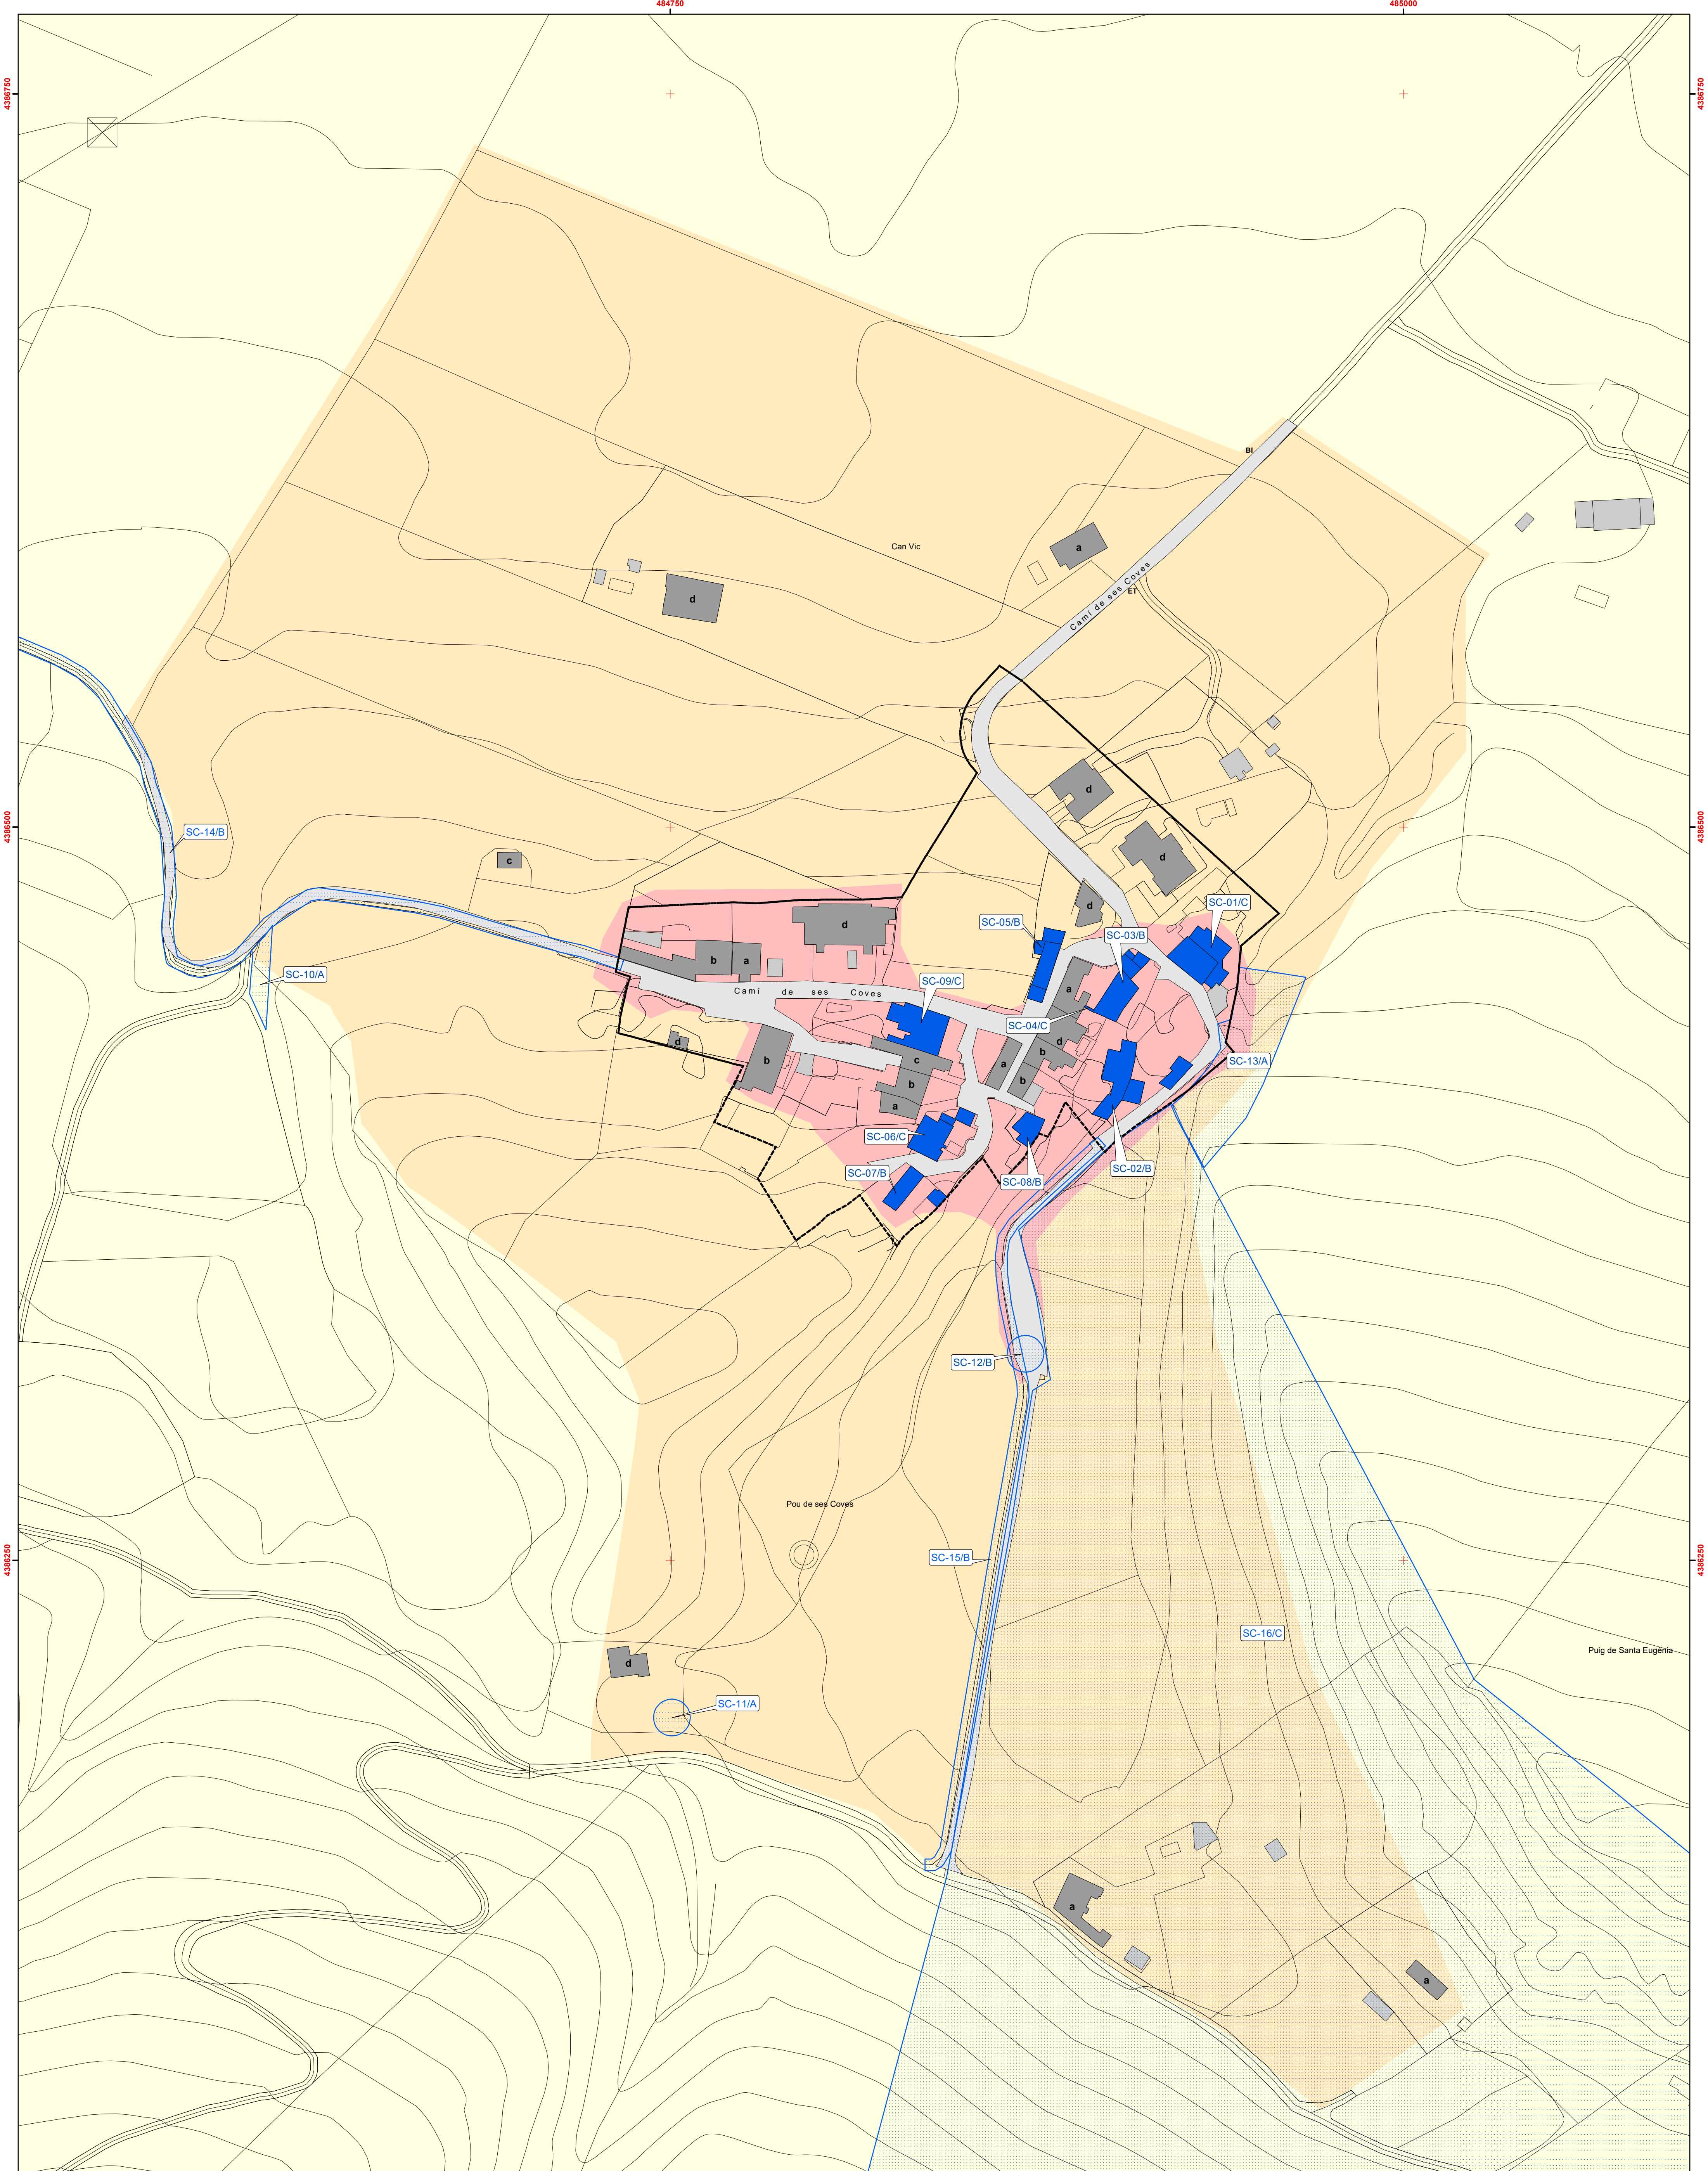 484750
485000
4386750
4386750
BI
Can Vic
a
Camí de ses Coves
ET
d
d
4386500
4386500
SC-14/B
d
c
SC-01/C
d
SC-05/B
d
SC-03/B
b
a
SC-10/A
SC-09/C
a
Camí de ses Coves
SC-04/C
d
d
b
b
c
a
SC-13/A
b
b
a
SC-06/C
SC-02/B
SC-07/B
SC-08/B
SC-12/B
Pou de ses Coves
4386250
SC-15/B
4386250
SC-16/C
Puig de Santa Eugènia
d
SC-11/A
a
a